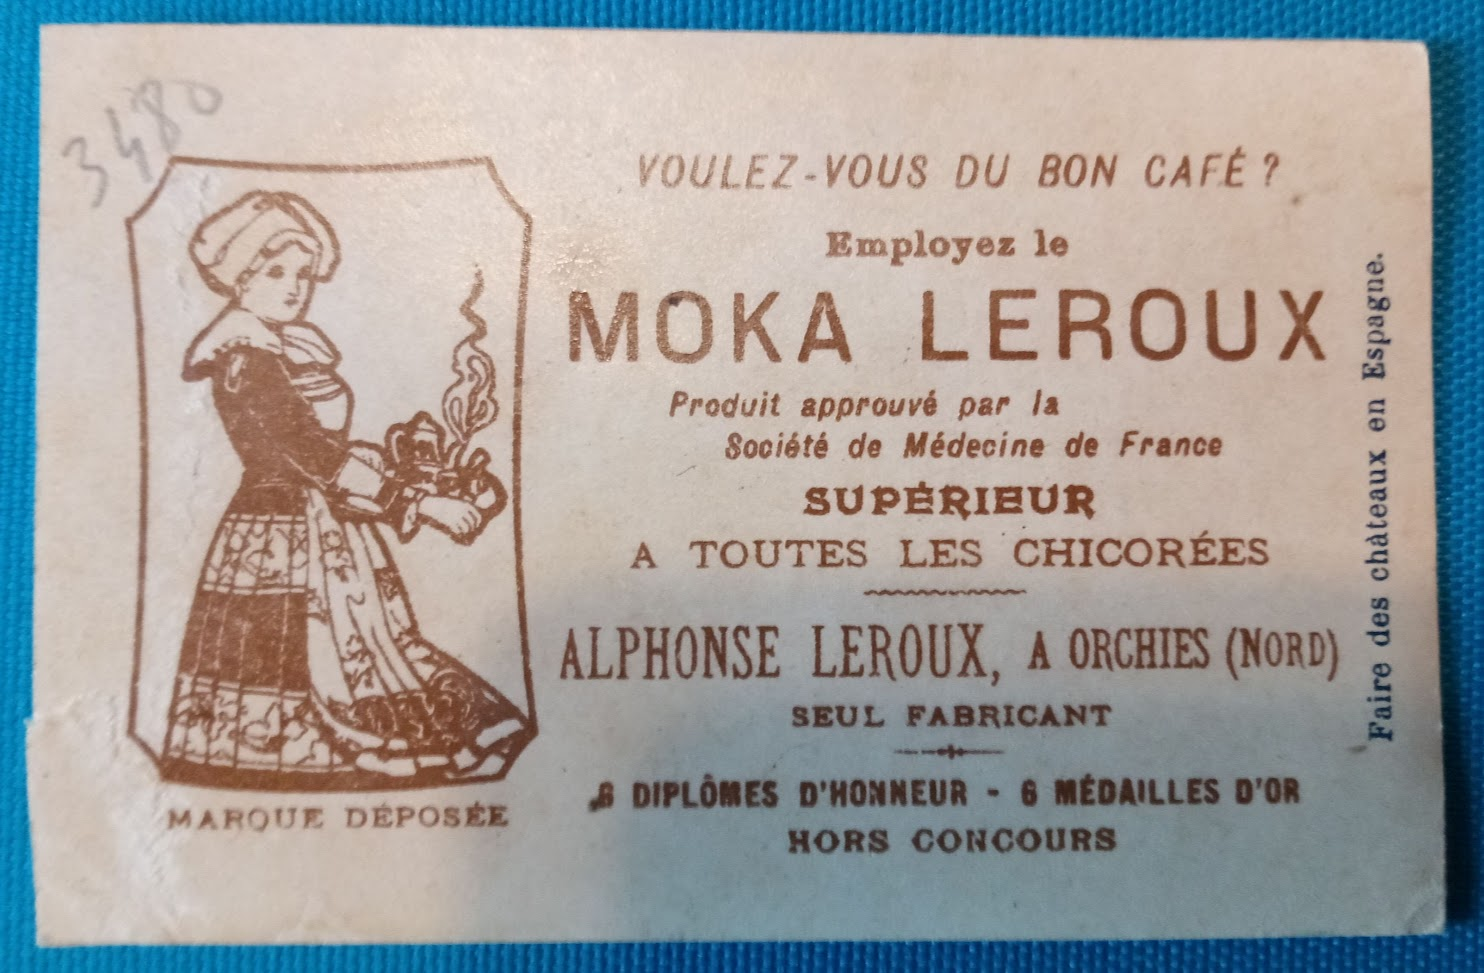 3480
VOULEZ-VOUS DU BON CAFÉ ?
Employez le
MOKA LEROUX
Produit approuvé par la
Société de Médecine de France
SUPÉRIEUR
A TOUTES LES CHICORÉES
ALPHONSE LEROUX, A ORCHIES (NORD)
SEUL FABRICANT
6 DIPLÔMES D'HONNEUR - 6 MÉDAILLES D'OR
HORS CONCOURS
MARQUE DÉPOSÉE
Faire des châteaux en Espagne.